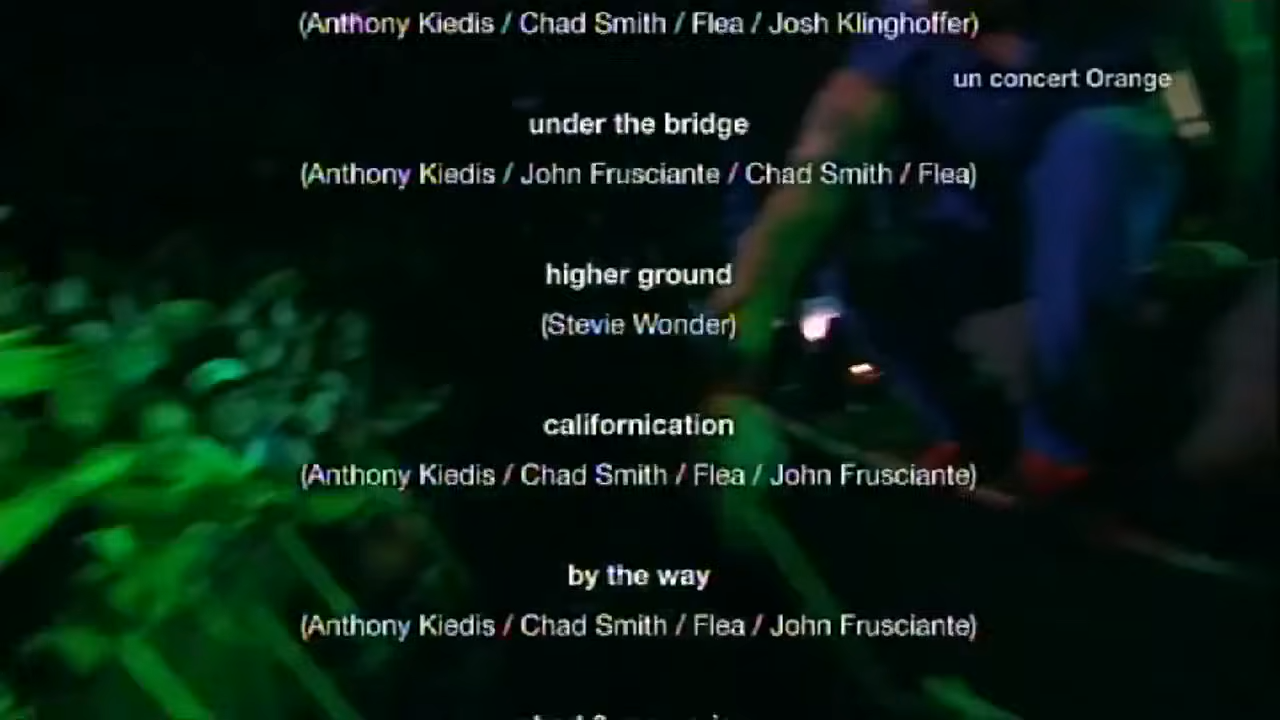 (Anthony Kiedis / Chad Smith / Flea / Josh Klinghoffer)
un concert Orange
under the bridge
(Anthony Kiedis / John Frusciante / Chad Smith / Flea)
higher ground
(Stevie Wonder)
californication
(Anthony Kiedis / Chad Smith / Flea / John Frusciante)
by the way
(Anthony Kiedis / Chad Smith / Flea / John Frusciante)